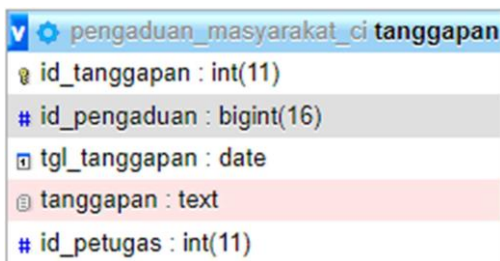 v pengaduan_masyarakat_ci tanggapan
id_tanggapan : int(11)
# id_pengaduan : bigint(16)
tgl_tanggapan : date
tanggapan : text
# id_petugas : int(11)